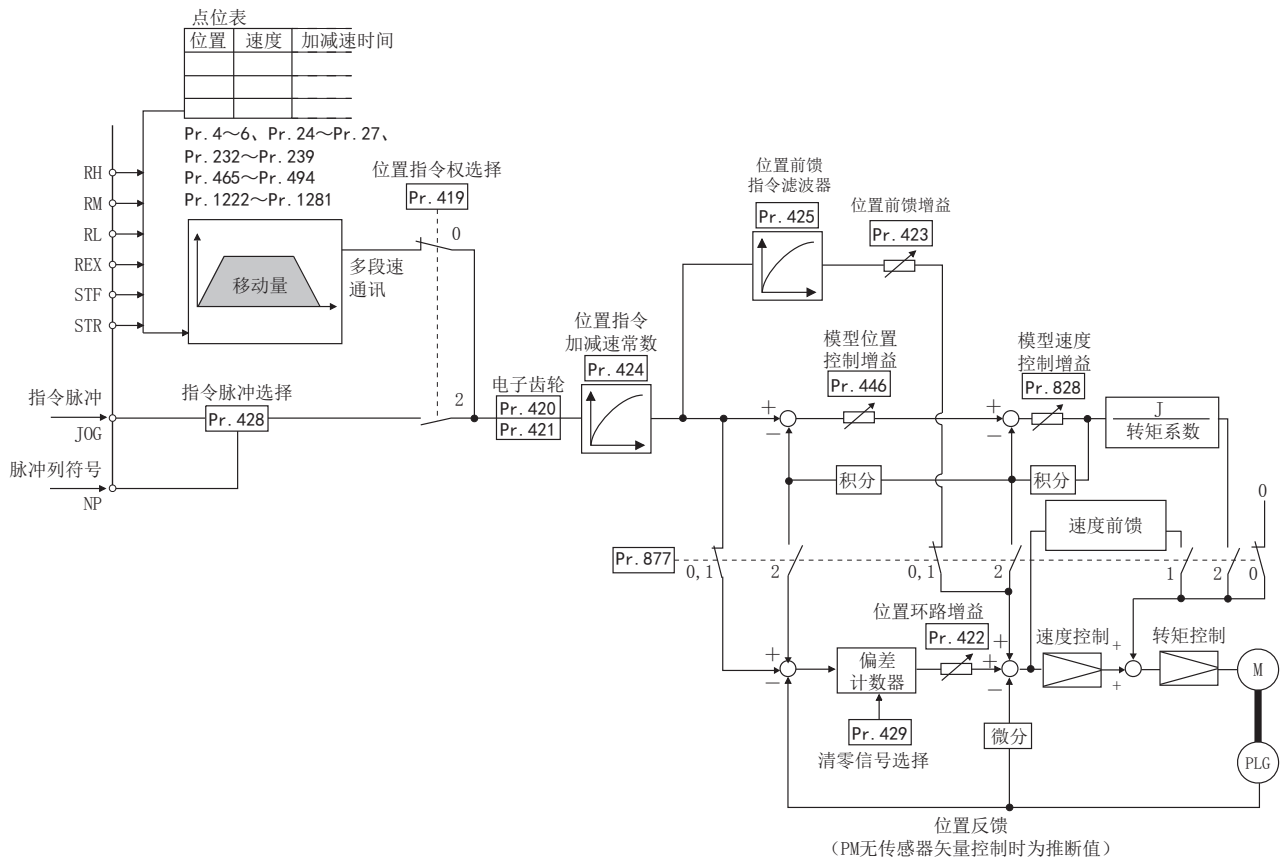 点位表
位置 速度 加减速时间
Pr.4～6、Pr.24～Pr.27、
Pr.232～Pr.239
Pr.465～Pr.494
Pr.1222～Pr.1281
RH
RM
RL
REX
STF
STR
移动量
位置指令权选择
Pr.419
0
多段速
通讯
2
指令脉冲
JOG
指令脉冲选择
Pr.428
脉冲列符号
NP
电子齿轮
Pr.420
Pr.421
位置指令
加减速常数
Pr.424
位置前馈
指令滤波器
Pr.425
位置前馈增益
Pr.423
模型位置
控制增益
Pr.446
模型速度
控制增益
Pr.828
+
−
+
−
J
转矩系数
积分
积分
速度前馈
0
Pr.877
0,1
2
0,1
2
1
2
0
位置环路增益
Pr.422
+
−
偏差
计数器
+
+
−
速度控制
+
+
转矩控制
M
Pr.429
清零信号选择
微分
PLG
位置反馈
（PM无传感器矢量控制时为推断值）